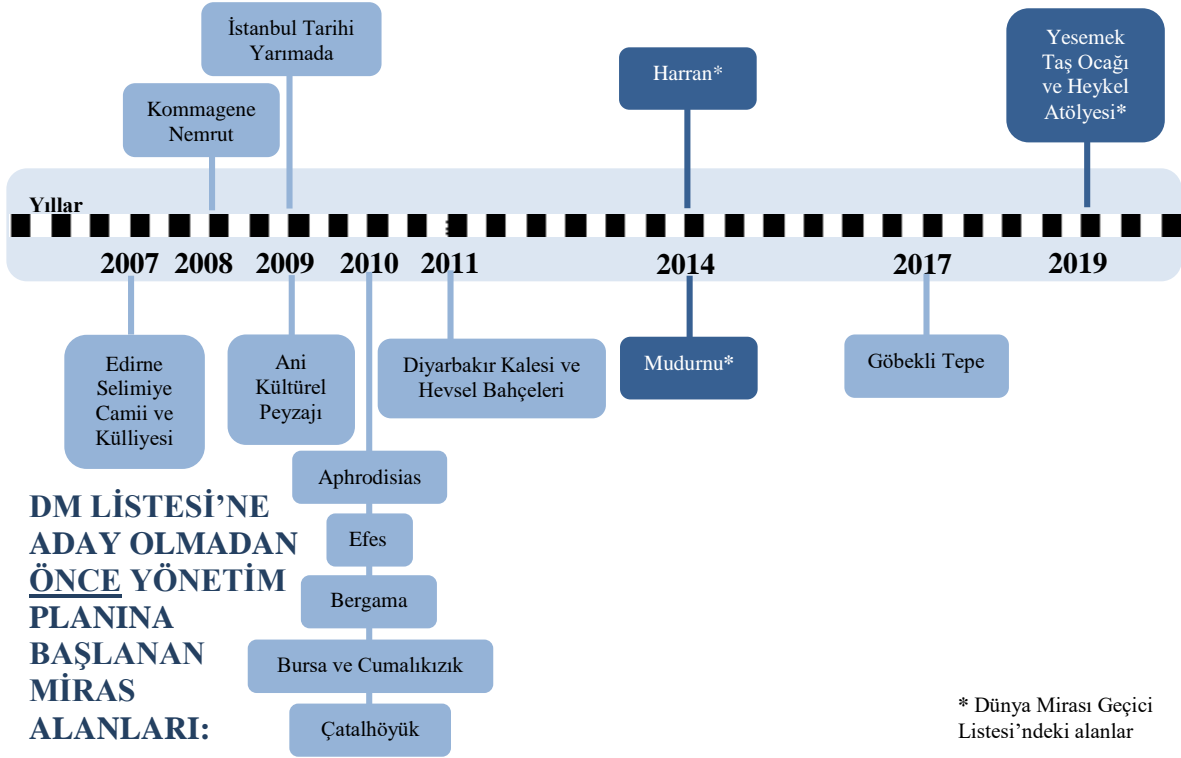 İstanbul Tarihi
Yarımada
Kommagene
Nemrut
Harran*
Yesemek
Taş Ocağı
ve Heykel
Atölyesi*
Yıllar
2007 2008 2009 2010 2011 2014 2017 2019
Edirne
Selimiye
Camii ve
Külliyesi
Ani
Kültürel
Peyzajı
Diyarbakır Kalesi ve
Hevsel Bahçeleri
Mudurnu*
Göbekli Tepe
Aphrodisias
Efes
Bergama
Bursa ve Cumalıkızık
Çatalhöyük
DM LİSTESİ’NE
ADAY OLMADAN
ÖNCE YÖNETİM
PLANINA
BAŞLANAN
MİRAS
ALANLARI:
* Dünya Mirası Geçici
Listesi’ndeki alanlar